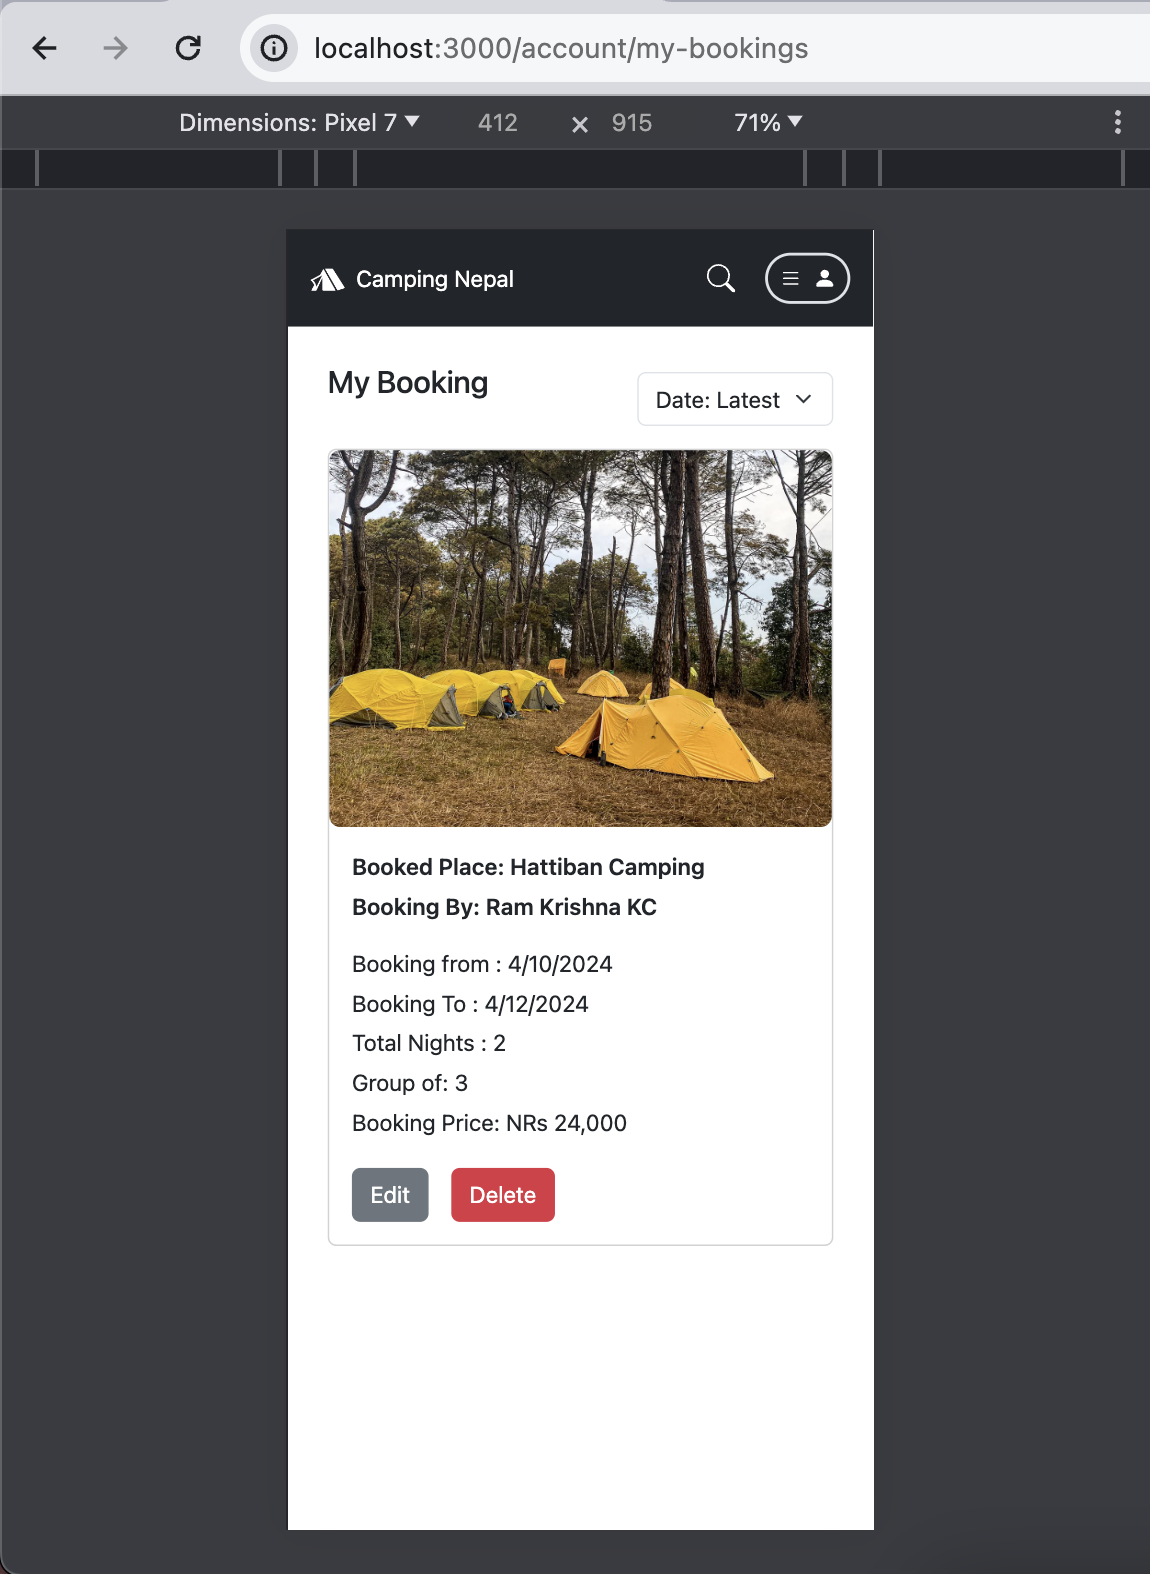 localhost:3000/account/my-bookings
Dimensions: Pixel 7 412 × 915 71%
Camping Nepal
My Booking
Date: Latest
Booked Place: Hattiban Camping
Booking By: Ram Krishna KC
Booking from : 4/10/2024
Booking To : 4/12/2024
Total Nights : 2
Group of: 3
Booking Price: NRs 24,000
Edit Delete